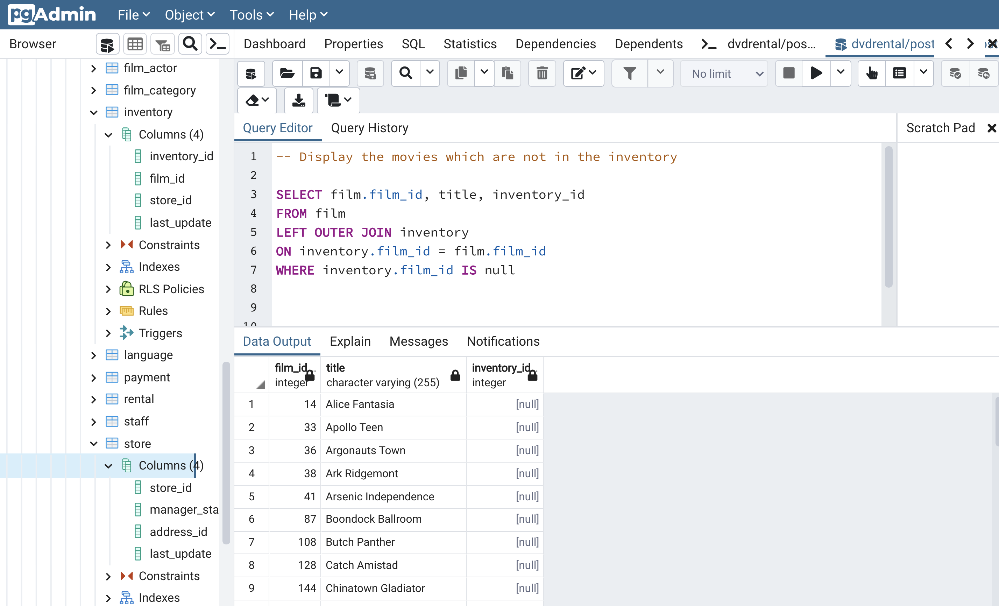 pgAdmin File Object Tools Help
Browser
Dashboard Properties SQL Statistics Dependencies Dependents dvdrental/pos... dvdrental/post
film_actor
film_category
inventory
Columns (4)
inventory_id
film_id
store_id
last_update
Constraints
Indexes
RLS Policies
Rules
Triggers
language
payment
rental
staff
store
Columns (4)
store_id
manager_sta
address_id
last_update
Constraints
Indexes
No limit
Query Editor Query History
Scratch Pad
1 -- Display the movies which are not in the inventory
2
3 SELECT film.film_id, title, inventory_id
4 FROM film
5 LEFT OUTER JOIN inventory
6 ON inventory.film_id = film.film_id
7 WHERE inventory.film_id IS null
8
9
10
Data Output Explain Messages Notifications
film_id... title inventory_id...
integer character varying (255) integer
1 14 Alice Fantasia [null]
2 33 Apollo Teen [null]
3 36 Argonauts Town [null]
4 38 Ark Ridgemont [null]
5 41 Arsenic Independence [null]
6 87 Boondock Ballroom [null]
7 108 Butch Panther [null]
8 128 Catch Amistad [null]
9 144 Chinatown Gladiator [null]